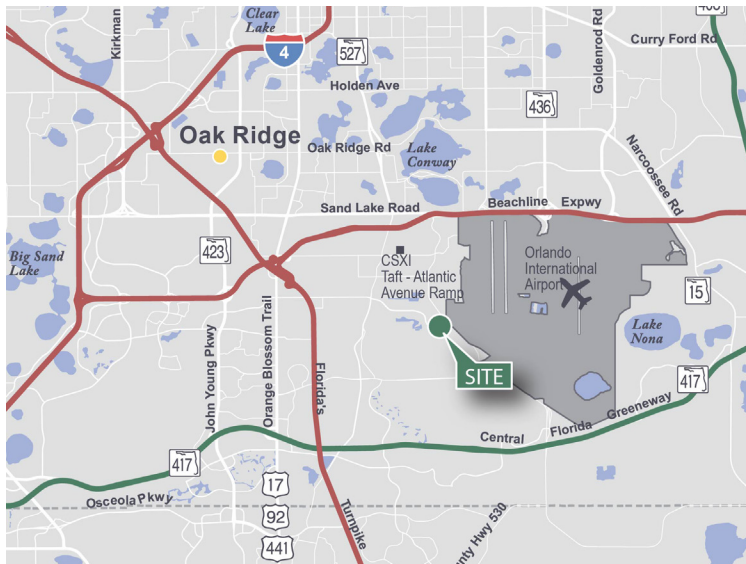 Kirkman
Clear
Lake
4
527
Holden Ave
Goldenrod Rd
Curry Ford Rd
436
Oak Ridge
Oak Ridge Rd
Lake
Conway
Narcoossee Rd
Sand Lake Road
Beachline Expwy
423
Big Sand
Lake
CSXI
Taft - Atlantic
Avenue Ramp
Orlando
International
Airport
15
Lake
Nona
John Young Pkwy
Orange Blossom Trail
Florida's
SITE
417
Central Florida Greeneway
417
Osceola Pkwy
17
92
441
Turnpike
nty Hwy 530